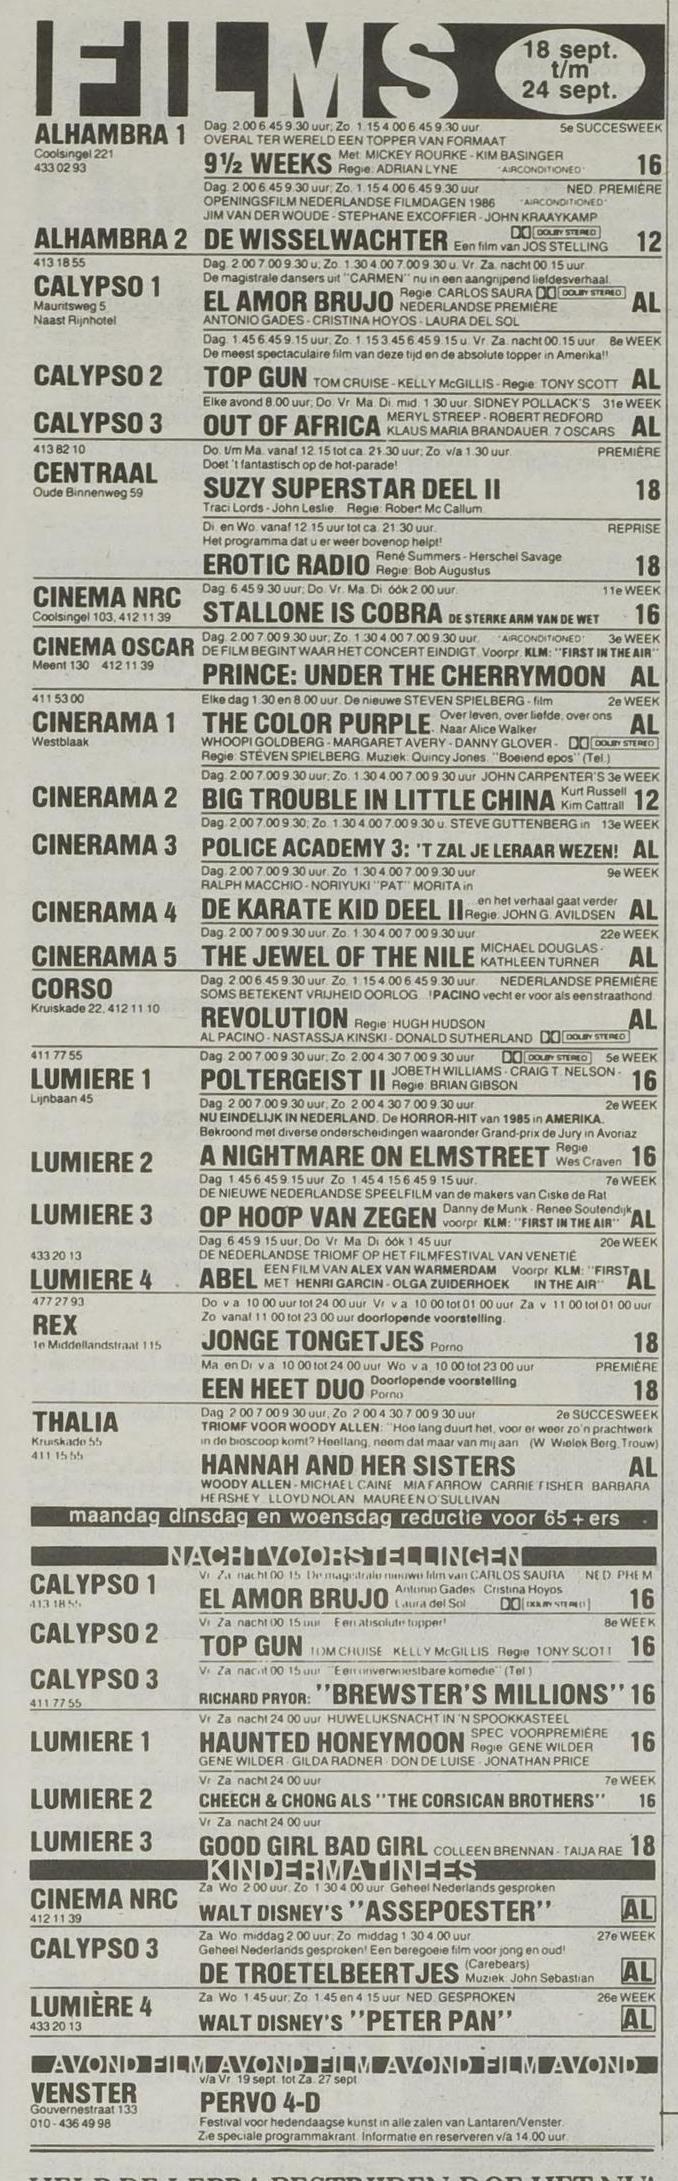 FILMS
18 sept.
t/m
24 sept.
ALHAMBRA 1
Coolsingel 221
433 02 93
Dag. 2.00 6.45 9.30 uur; Zo. 1.15 4.00 6.45 9.30 uur. 5e SUCCESWEEK
OVERAL TER WERELD EEN TOPPER VAN FORMAAT
9½ WEEKS Met: MICKEY ROURKE - KIM BASINGER
Regie: ADRIAN LYNE "AIRCONDITIONED" 16
Dag. 2.00 6.45 9.30 uur; Zo. 1.15 4.00 6.45 9.30 uur NED. PREMIÈRE
OPENINGSFILM NEDERLANDSE FILMDAGEN 1986 "AIRCONDITIONED"
JIM VAN DER WOUDE - STEPHANE EXCOFFIER - JOHN KRAAYKAMP
ALHAMBRA 2 DE WISSELWACHTER DOLBY STEREO
Een film van JOS STELLING 12
413 18 55
CALYPSO 1
Mauritsweg 5
Naast Rijnhotel
Dag. 2.00 7.00 9.30 u; Zo. 1.30 4.00 7.00 9.30 u. Vr. Za. nacht 00.15 uur.
De magistrale dansers uit "CARMEN" nu in een aangrijpend liefdesverhaal.
EL AMOR BRUJO Regie: CARLOS SAURA DOLBY STEREO
NEDERLANDSE PREMIÈRE AL
ANTONIO GADES - CRISTINA HOYOS - LAURA DEL SOL
Dag. 1.45 6.45 9.15 uur; Zo. 1.15 3.45 6.45 9.15 u. Vr. Za. nacht 00.15 uur. 8e WEEK
De meest spectaculaire film van deze tijd en de absolute topper in Amerika!!
CALYPSO 2 TOP GUN TOM CRUISE - KELLY McGILLIS - Regie: TONY SCOTT AL
Elke avond 8.00 uur; Do. Vr. Ma. Di. mid. 1.30 uur. SIDNEY POLLACK'S 31e WEEK
CALYPSO 3 OUT OF AFRICA MERYL STREEP - ROBERT REDFORD
KLAUS MARIA BRANDAUER. 7 OSCARS AL
413 82 10
CENTRAAL
Oude Binnenweg 59
Do. t/m Ma. vanaf 12.15 tot ca. 21.30 uur; Zo. v/a 1.30 uur. PREMIÈRE
Doet 't fantastisch op de hot-parade!
SUZY SUPERSTAR DEEL II 18
Traci Lords - John Leslie. Regie: Robert Mc Callum.
Di. en Wo. vanaf 12.15 uur tot ca. 21.30 uur. REPRISE
Het programma dat u er weer bovenop helpt!
EROTIC RADIO René Summers - Herschel Savage
Regie: Bob Augustus 18
CINEMA NRC
Coolsingel 103, 412 11 39
Dag. 6.45 9.30 uur; Do. Vr. Ma. Di. óók 2.00 uur. 11e WEEK
STALLONE IS COBRA DE STERKE ARM VAN DE WET 16
CINEMA OSCAR
Meent 130 412 11 39
Dag. 2.00 7.00 9.30 uur; Zo. 1.30 4.00 7.00 9.30 uur. "AIRCONDITIONED" 3e WEEK
DE FILM BEGINT WAAR HET CONCERT EINDIGT. Voorpr. KLM: "FIRST IN THE AIR"
PRINCE: UNDER THE CHERRYMOON AL
411 53 00
CINERAMA 1
Westblaak
Elke dag 1.30 en 8.00 uur. De nieuwe STEVEN SPIELBERG - film 2e WEEK
THE COLOR PURPLE Over leven, over liefde, over ons
Naar Alice Walker AL
WHOOPI GOLDBERG - MARGARET AVERY - DANNY GLOVER - DOLBY STEREO
Regie: STEVEN SPIELBERG. Muziek: Quincy Jones. "Boeiend epos" (Tel.)
Dag. 2.00 7.00 9.30 uur; Zo. 1.30 4.00 7.00 9.30 uur JOHN CARPENTER'S 3e WEEK
CINERAMA 2 BIG TROUBLE IN LITTLE CHINA Kurt Russell
Kim Cattrall 12
Dag. 2.00 7.00 9.30; Zo. 1.30 4.00 7.00 9.30 u. STEVE GUTTENBERG in 13e WEEK
CINERAMA 3 POLICE ACADEMY 3: 'T ZAL JE LERAAR WEZEN! AL
Dag. 2.00 7.00 9.30 uur; Zo. 1.30 4.00 7.00 9.30 uur 9e WEEK
RALPH MACCHIO - NORIYUKI "PAT" MORITA in
CINERAMA 4 DE KARATE KID DEEL II ...en het verhaal gaat verder
Regie: JOHN G. AVILDSEN AL
Dag. 2.00 7.00 9.30 uur; Zo. 1.30 4.00 7.00 9.30 uur 22e WEEK
CINERAMA 5 THE JEWEL OF THE NILE MICHAEL DOUGLAS -
KATHLEEN TURNER AL
CORSO
Kruiskade 22, 412 11 10
Dag. 2.00 6.45 9.30 uur; Zo. 1.15 4.00 6.45 9.30 uur. NEDERLANDSE PREMIÈRE
SOMS BETEKENT VRIJHEID OORLOG... !PACINO vecht er voor als een straathond.
REVOLUTION Regie: HUGH HUDSON AL
AL PACINO - NASTASSJA KINSKI - DONALD SUTHERLAND DOLBY STEREO
411 77 55
LUMIERE 1
Lijnbaan 45
Dag. 2.00 7.00 9.30 uur; Zo. 2.00 4.30 7.00 9.30 uur DOLBY STEREO 5e WEEK
POLTERGEIST II JOBETH WILLIAMS - CRAIG T. NELSON -
Regie: BRIAN GIBSON 16
Dag. 2.00 7.00 9.30 uur; Zo. 2.00 4.30 7.00 9.30 uur 2e WEEK
NU EINDELIJK IN NEDERLAND. De HORROR-HIT van 1985 in AMERIKA.
Bekroond met diverse onderscheidingen waaronder Grand-prix de Jury in Avoriaz
LUMIERE 2 A NIGHTMARE ON ELMSTREET Regie
Wes Craven 16
Dag. 1.45 6.45 9.15 uur Zo. 1.45 4.15 6.45 9.15 uur. 7e WEEK
DE NIEUWE NEDERLANDSE SPEELFILM van de makers van Ciske de Rat
LUMIERE 3 OP HOOP VAN ZEGEN Danny de Munk - Renee Soutendijk
voorpr. KLM: "FIRST IN THE AIR" AL
Dag. 6.45 9.15 uur, Do. Vr. Ma. Di. óók 1.45 uur 20e WEEK
433 20 13 DE NEDERLANDSE TRIOMF OP HET FILMFESTIVAL VAN VENETIË
LUMIERE 4 ABEL EEN FILM VAN ALEX VAN WARMERDAM Voorpr. KLM: "FIRST
MET HENRI GARCIN - OLGA ZUIDERHOEK IN THE AIR" AL
477 27 93
REX
1e Middellandstraat 115
Do. v.a. 10.00 uur tot 24.00 uur Vr. v.a. 10.00 tot 01.00 uur Za. v. 11.00 tot 01.00 uur
Zo vanaf 11.00 tot 23.00 uur doorlopende voorstelling.
JONGE TONGETJES Porno 18
Ma. en Di. v.a. 10.00 tot 24.00 uur Wo. v.a. 10.00 tot 23.00 uur PREMIÈRE
EEN HEET DUO Doorlopende voorstelling
Porno 18
THALIA
Kruiskade 55
411 15 55
Dag. 2.00 7.00 9.30 uur, Zo. 2.00 4.30 7.00 9.30 uur 2e SUCCESWEEK
TRIOMF VOOR WOODY ALLEN: "Hoe lang duurt het, voor er weer zo'n prachtwerk
in de bioscoop komt? Heel lang, neem dat maar van mij aan (W. Wielek Berg, Trouw)
HANNAH AND HER SISTERS AL
WOODY ALLEN - MICHAEL CAINE MIA FARROW CARRIE FISHER BARBARA
HERSHEY LLOYD NOLAN MAUREEN O'SULLIVAN
maandag dinsdag en woensdag reductie voor 65+ers
NACHTVOORSTELLINGEN
CALYPSO 1
413 18 55
Vr. Za. nacht 00.15 De magistrale nieuwe film van CARLOS SAURA NED. PREM.
EL AMOR BRUJO Antonio Gades Cristina Hoyos
Laura del Sol DOLBY STEREO 16
CALYPSO 2 Vr. Za. nacht 00.15 uur Een absolute topper! 8e WEEK
TOP GUN TOM CRUISE KELLY McGILLIS Regie TONY SCOTT 16
CALYPSO 3
411 77 55
Vr. Za. nacht 00.15 uur "Een onverwoestbare komedie" (Tel.)
RICHARD PRYOR: "BREWSTER'S MILLIONS" 16
Vr. Za. nacht 24.00 uur HUWELIJKSNACHT IN 'N SPOOKKASTEEL
LUMIERE 1 HAUNTED HONEYMOON SPEC. VOORPREMIÈRE
Regie GENE WILDER 16
GENE WILDER - GILDA RADNER - DON DE LUISE - JONATHAN PRICE
Vr. Za. nacht 24.00 uur 7e WEEK
LUMIERE 2 CHEECH & CHONG ALS "THE CORSICAN BROTHERS" 16
Vr. Za. nacht 24.00 uur
LUMIERE 3 GOOD GIRL BAD GIRL COLLEEN BRENNAN - TAIJA RAE 18
KINDERMATINEES
CINEMA NRC
412 11 39
Za. Wo. 2.00 uur, Zo. 1.30 4.00 uur. Geheel Nederlands gesproken
WALT DISNEY'S "ASSEPOESTER" AL
CALYPSO 3
Za. Wo. middag 2.00 uur; Zo. middag 1.30 4.00 uur. 27e WEEK
Geheel Nederlands gesproken! Een beregoeie film voor jong en oud!
DE TROETELBEERTJES (Carebears)
Muziek: John Sebastian AL
LUMIÈRE 4
433 20 13
Za. Wo. 1.45 uur; Zo. 1.45 en 4.15 uur NED. GESPROKEN 26e WEEK
WALT DISNEY'S "PETER PAN" AL
AVOND FILM AVOND FILM AVOND FILM AVOND
VENSTER
Gouvernestraat 133
010 - 436 49 98
v/a Vr. 19 sept. tot Za. 27 sept.
PERVO 4-D
Festival voor hedendaagse kunst in alle zalen van Lantaren/Venster.
Zie speciale programmakrant. Informatie en reserveren v/a 14.00 uur.